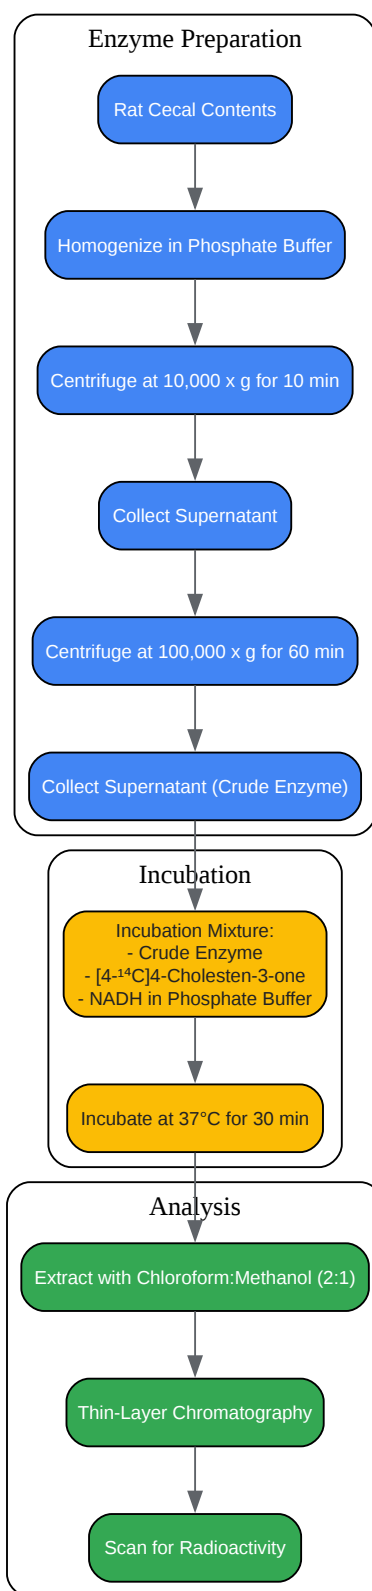 Enzyme Preparation
Rat Cecal Contents
Homogenize in Phosphate Buffer
Centrifuge at 10,000 x g for 10 min
Collect Supernatant
Centrifuge at 100,000 x g for 60 min
Collect Supernatant (Crude Enzyme)
Incubation
Incubation Mixture:
- Crude Enzyme
- [4-¹⁴C]4-Cholesten-3-one
- NADH in Phosphate Buffer
Incubate at 37°C for 30 min
Analysis
Extract with Chloroform:Methanol (2:1)
Thin-Layer Chromatography
Scan for Radioactivity